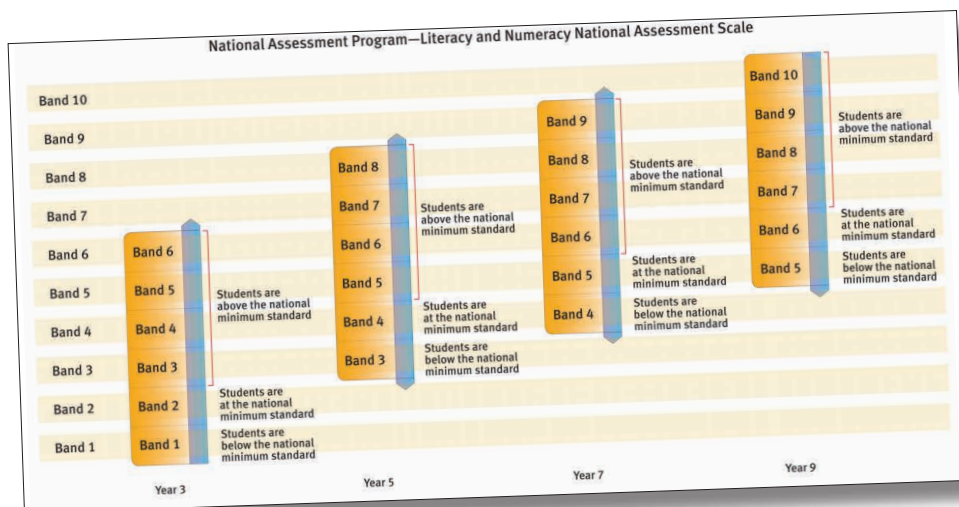 National Assessment Program—Literacy and Numeracy National Assessment Scale
Band 10
Band 9
Band 8
Band 7
Band 6
Band 5
Band 4
Band 3
Band 2
Band 1
Band 6
Band 5
Band 4
Band 3
Band 2
Band 1
Students are
above the national
minimum standard
Students are
at the national
minimum standard
Students are
below the national
minimum standard
Year 3
Band 8
Band 7
Band 6
Band 5
Band 4
Band 3
Students are
above the national
minimum standard
Students are
at the national
minimum standard
Students are
below the national
minimum standard
Year 5
Band 9
Band 8
Band 7
Band 6
Band 5
Band 4
Students are
above the national
minimum standard
Students are
at the national
minimum standard
Students are
below the national
minimum standard
Year 7
Band 10
Band 9
Band 8
Band 7
Band 6
Band 5
Students are
above the national
minimum standard
Students are
at the national
minimum standard
Students are
below the national
minimum standard
Year 9